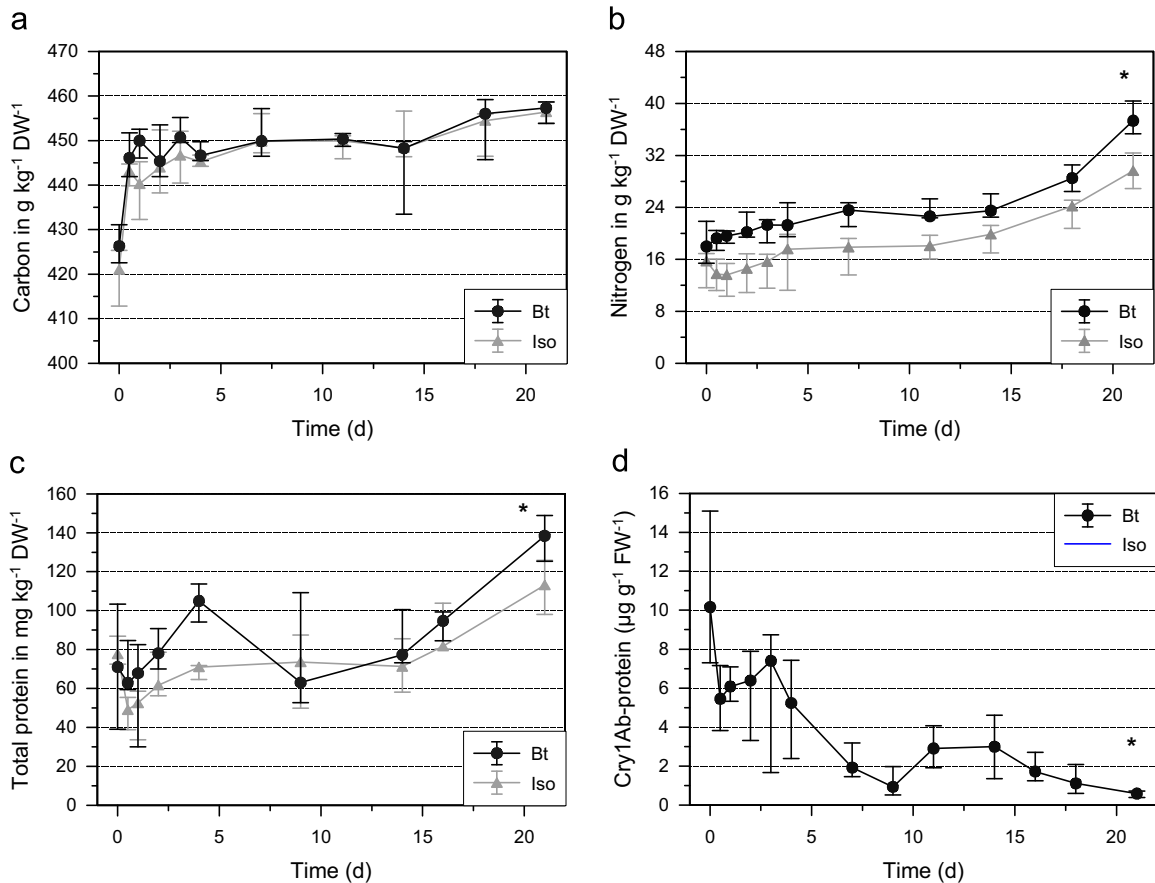 a
470
460
450
440
430
420
410
400
Carbon in g kg⁻¹ DW⁻¹
Bt
Iso
0 5 10 15 20
Time (d)
b
48
40
32
24
16
8
0
Nitrogen in g kg⁻¹ DW⁻¹
*
Bt
Iso
0 5 10 15 20
Time (d)
c
160
140
120
100
80
60
40
20
0
Total protein in mg kg⁻¹ DW⁻¹
*
Bt
Iso
0 5 10 15 20
Time (d)
d
16
14
12
10
8
6
4
2
0
Cry1Ab-protein (µg g⁻¹ FW⁻¹)
Bt
Iso
*
0 5 10 15 20
Time (d)